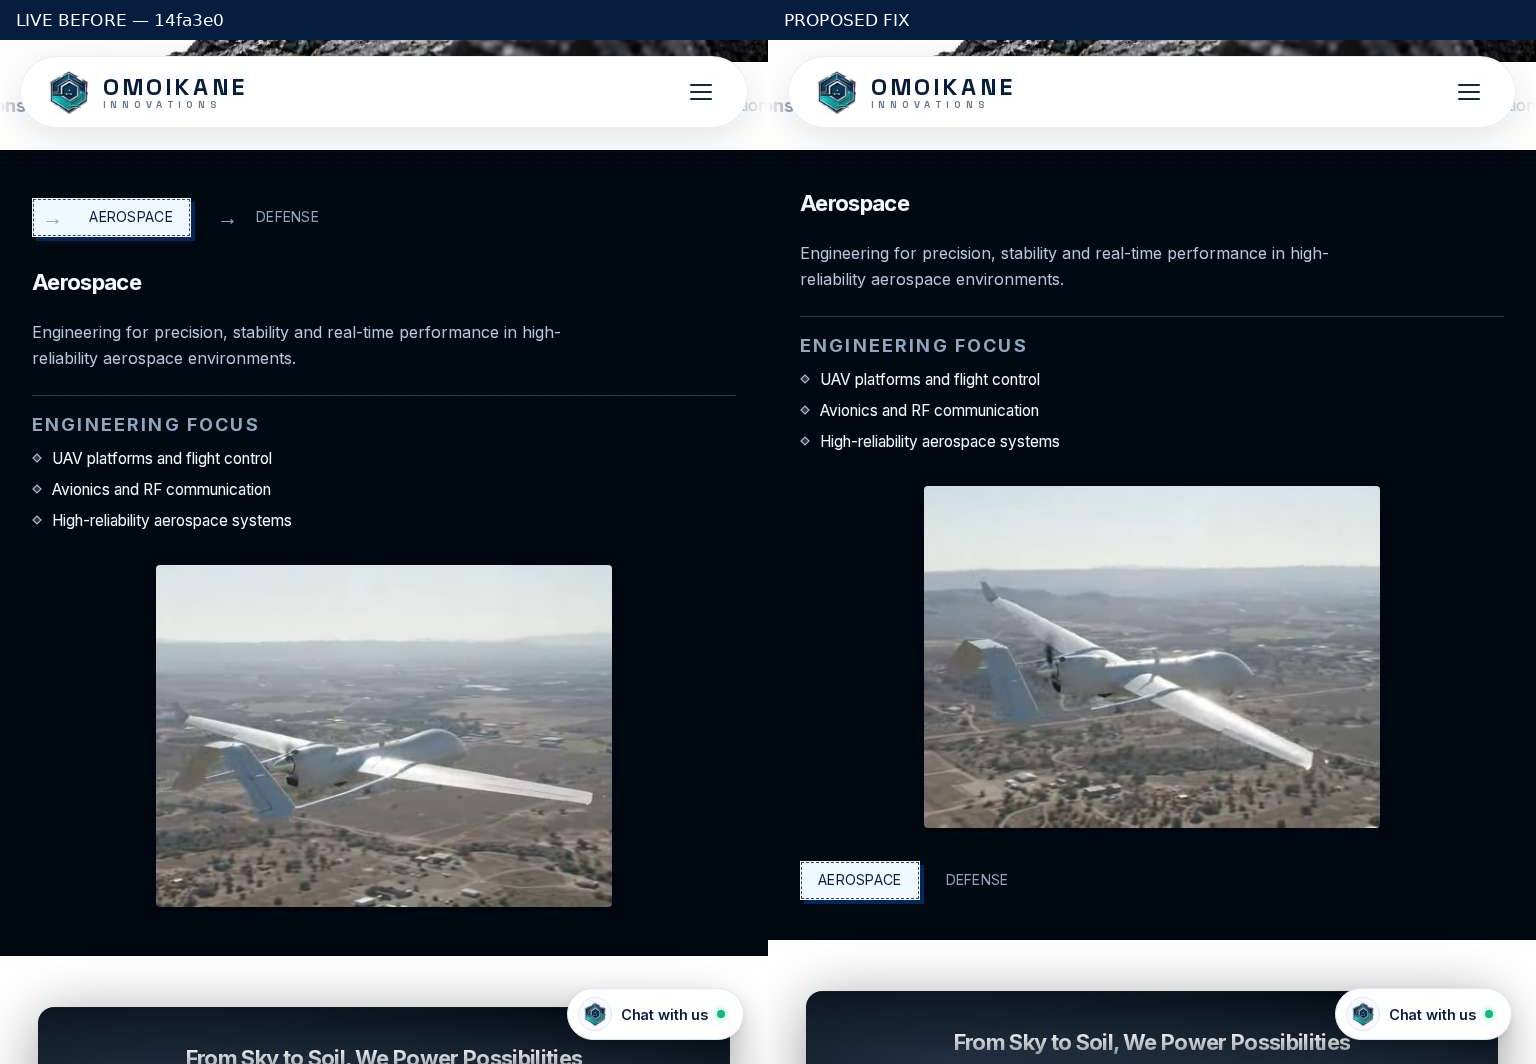 LIVE BEFORE — 14fa3e0
OMOIKANE
INNOVATIONS
→ AEROSPACE → DEFENSE
Aerospace
Engineering for precision, stability and real-time performance in high-
reliability aerospace environments.
ENGINEERING FOCUS
UAV platforms and flight control
Avionics and RF communication
High-reliability aerospace systems
From Sky to Soil, We Power Possibilities
Chat with us
PROPOSED FIX
OMOIKANE
INNOVATIONS
Aerospace
Engineering for precision, stability and real-time performance in high-
reliability aerospace environments.
ENGINEERING FOCUS
UAV platforms and flight control
Avionics and RF communication
High-reliability aerospace systems
AEROSPACE DEFENSE
From Sky to Soil, We Power Possibilities
Chat with us